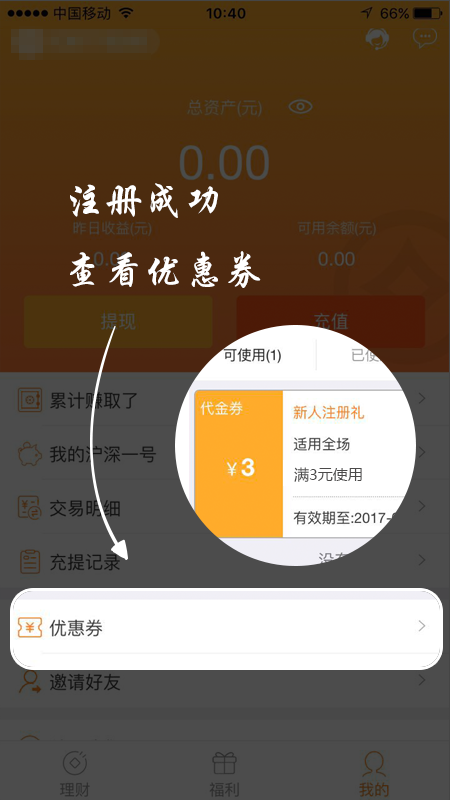 中国移动
10:40
66%
总资产(元)
0.00
注册成功
昨日收益(元)
可用余额(元)
0.00
查看优惠券
提现
充值
可使用(1)
已使
累计赚取了
代金券
新人注册礼
¥3
适用全场
满3元使用
我的沪深一号
交易明细
有效期至:2017-
充提记录
没有
优惠券
邀请好友
理财
福利
我的